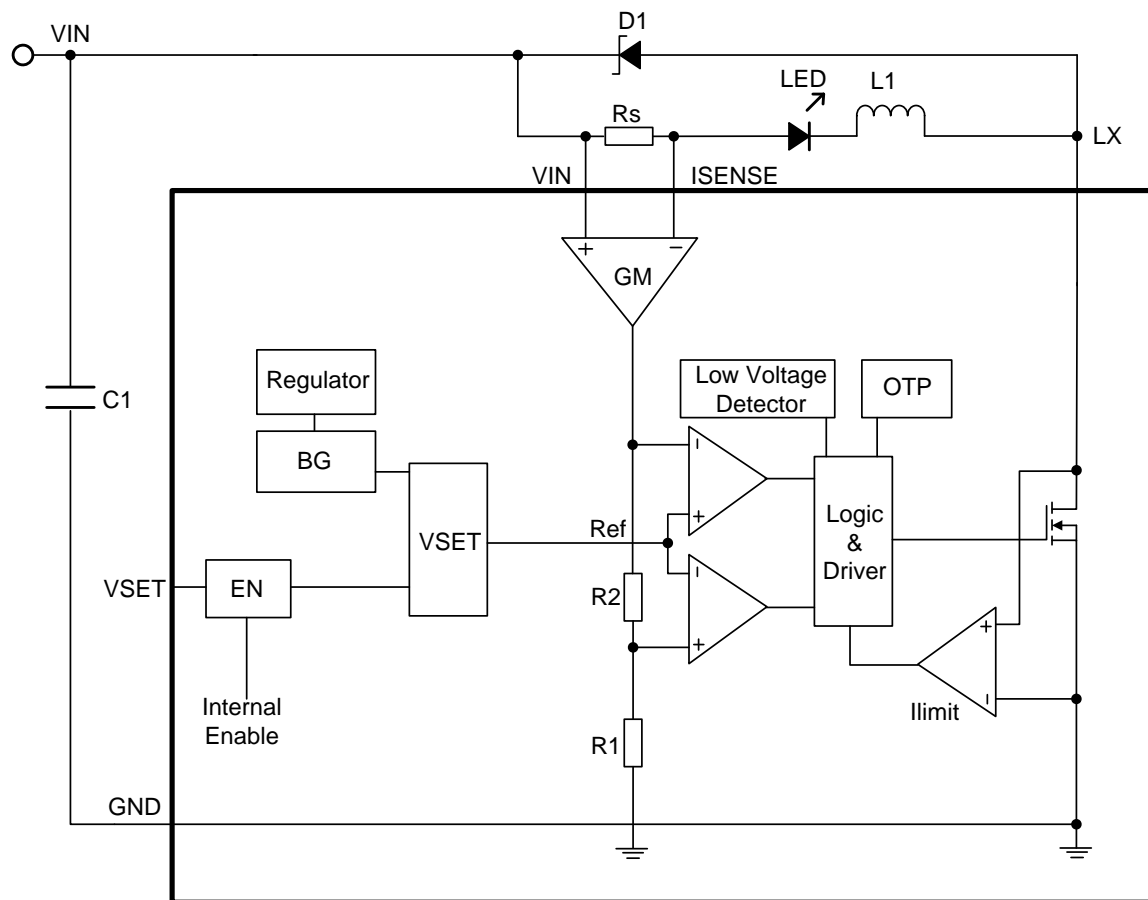 VIN
D1
LED
L1
Rs
LX
VIN
ISENSE
+
−
GM
Regulator
Low Voltage
Detector
OTP
C1
BG
VSET
Ref
Logic
&
Driver
VSET
EN
R2
Internal
Enable
R1
Ilimit
GND